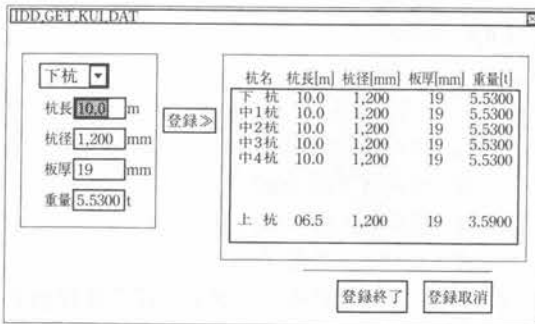 IDD_GET_KUI_DAT
下杭
杭長 10.0 m
杭径 1,200 mm
板厚 19 mm
重量 5.5300 t
登録≫
杭名 杭長[m] 杭径[mm] 板厚[mm] 重量[t]
下 杭 10.0 1,200 19 5.5300
中1杭 10.0 1,200 19 5.5300
中2杭 10.0 1,200 19 5.5300
中3杭 10.0 1,200 19 5.5300
中4杭 10.0 1,200 19 5.5300
上 杭 06.5 1,200 19 3.5900
登録終了 登録取消